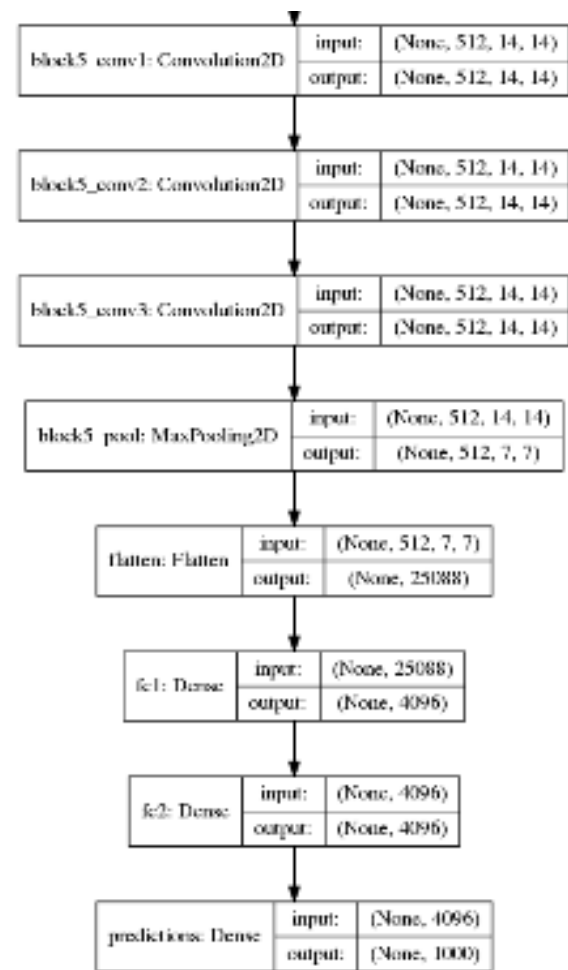 block5_conv1: Convolution2D
input: (None, 512, 14, 14)
output: (None, 512, 14, 14)
block5_conv2: Convolution2D
input: (None, 512, 14, 14)
output: (None, 512, 14, 14)
block5_conv3: Convolution2D
input: (None, 512, 14, 14)
output: (None, 512, 14, 14)
block5_pool: MaxPooling2D
input: (None, 512, 14, 14)
output: (None, 512, 7, 7)
flatten: Flatten
input: (None, 512, 7, 7)
output: (None, 25088)
fc1: Dense
input: (None, 25088)
output: (None, 4096)
fc2: Dense
input: (None, 4096)
output: (None, 4096)
predictions: Dense
input: (None, 4096)
output: (None, 1000)